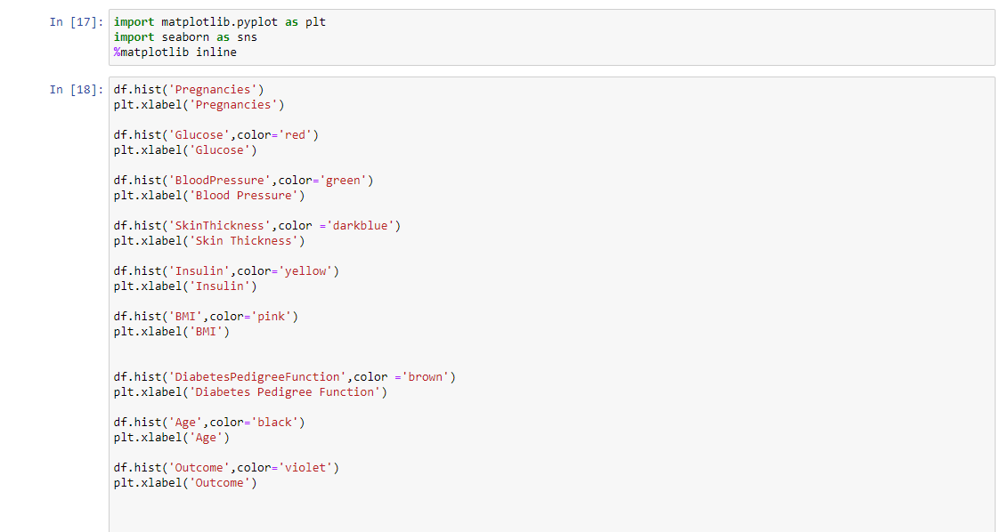 In [17]: import matplotlib.pyplot as plt
import seaborn as sns
%matplotlib inline
In [18]: df.hist('Pregnancies')
plt.xlabel('Pregnancies')
df.hist('Glucose',color='red')
plt.xlabel('Glucose')
df.hist('BloodPressure',color='green')
plt.xlabel('Blood Pressure')
df.hist('SkinThickness',color ='darkblue')
plt.xlabel('Skin Thickness')
df.hist('Insulin',color='yellow')
plt.xlabel('Insulin')
df.hist('BMI',color='pink')
plt.xlabel('BMI')
df.hist('DiabetesPedigreeFunction',color ='brown')
plt.xlabel('Diabetes Pedigree Function')
df.hist('Age',color='black')
plt.xlabel('Age')
df.hist('Outcome',color='violet')
plt.xlabel('Outcome')